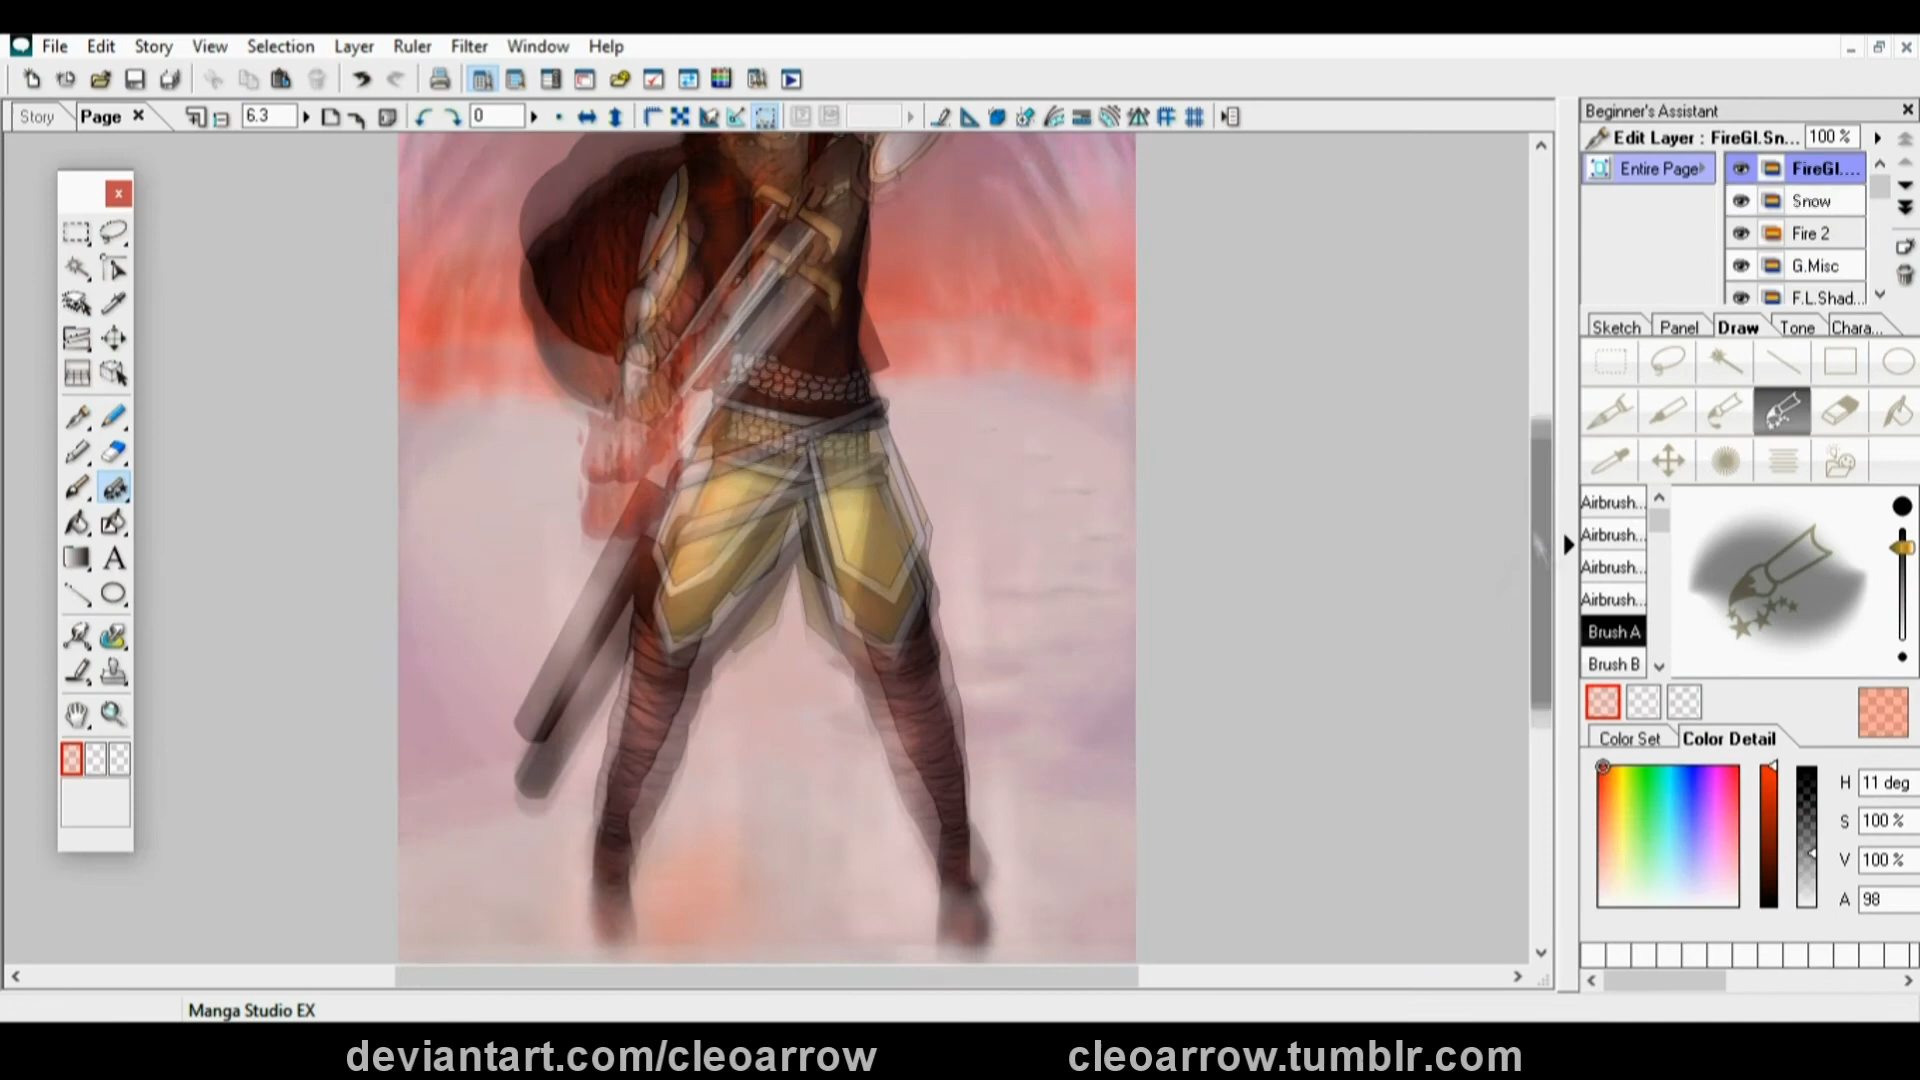 File Edit Story View Selection Layer Ruler Filter Window Help
Story Page 6.3 0
Beginner's Assistant
Edit Layer : FireGl.Sn... 100 %
Entire Page
FireGl....
Snow
Fire 2
G.Misc
F.L.Shad...
Sketch Panel Draw Tone Chara...
Airbrush...
Airbrush...
Airbrush...
Airbrush...
Brush A
Brush B
A
Color Set Color Detail
H 11 deg
S 100 %
V 100 %
A 98
Manga Studio EX
deviantart.com/cleoarrow cleoarrow.tumblr.com